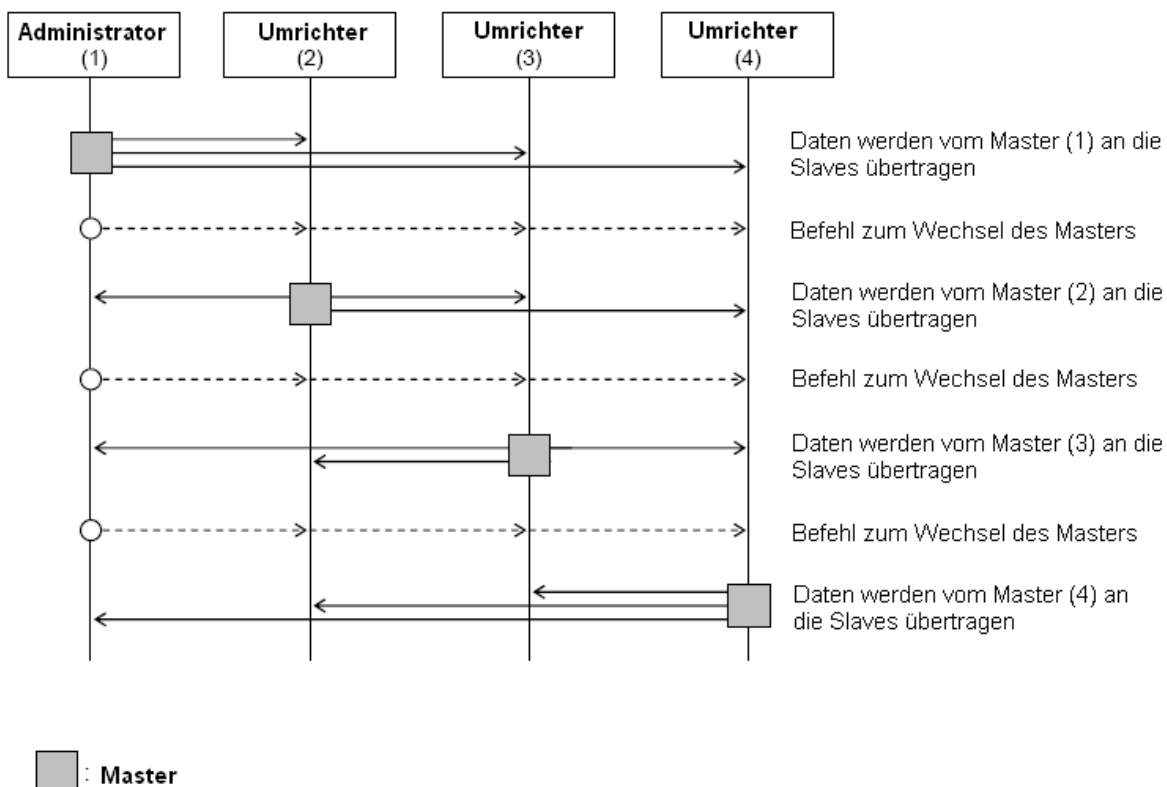 Administrator
(1)
Umrichter
(2)
Umrichter
(3)
Umrichter
(4)
Daten werden vom Master (1) an die
Slaves übertragen
Befehl zum Wechsel des Masters
Daten werden vom Master (2) an die
Slaves übertragen
Befehl zum Wechsel des Masters
Daten werden vom Master (3) an die
Slaves übertragen
Befehl zum Wechsel des Masters
Daten werden vom Master (4) an
die Slaves übertragen
: Master